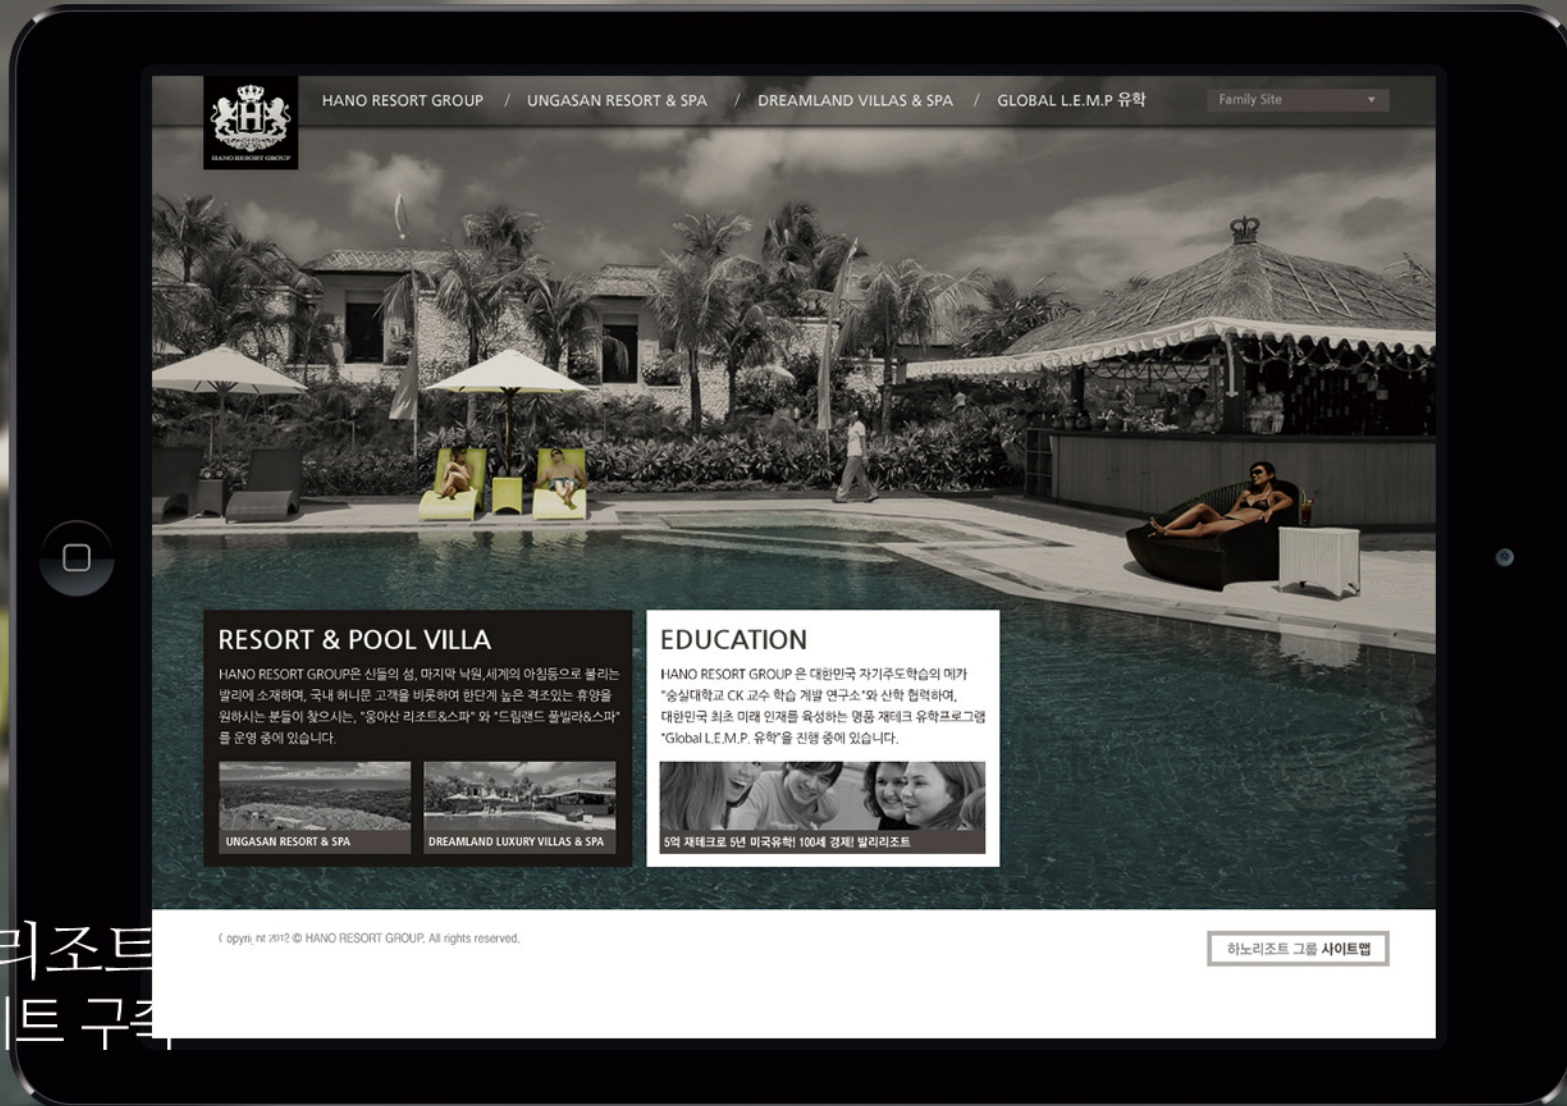 HANO RESORT GROUP / UNGASAN RESORT & SPA / DREAMLAND VILLAS & SPA / GLOBAL L.E.M.P 유학
Family Site
H
HANO RESORT GROUP
RESORT & POOL VILLA
HANO RESORT GROUP은 신들의 섬, 마지막 낙원,세계의 아침등으로 불리는
발리에 소재하며, 국내 허니문 고객을 비롯하여 한단계 높은 격조있는 휴양을
원하시는 분들이 찾으시는, "웅아산 리조트&스파" 와 "드림랜드 풀빌라&스파"
를 운영 중에 있습니다.
UNGASAN RESORT & SPA
DREAMLAND LUXURY VILLAS & SPA
EDUCATION
HANO RESORT GROUP 은 대한민국 자기주도학습의 메카
"숭실대학교 CK 교수 학습 계발 연구소"와 산학 협력하여,
대한민국 최초 미래 인재를 육성하는 명품 재테크 유학프로그램
"Global L.E.M.P. 유학"을 진행 중에 있습니다.
5억 재테크로 5년 미국유학! 100세 경제! 발리리조트
Copyright 2012 © HANO RESORT GROUP. All rights reserved.
하노리조트 그룹 사이트맵
리조트
이트 구축